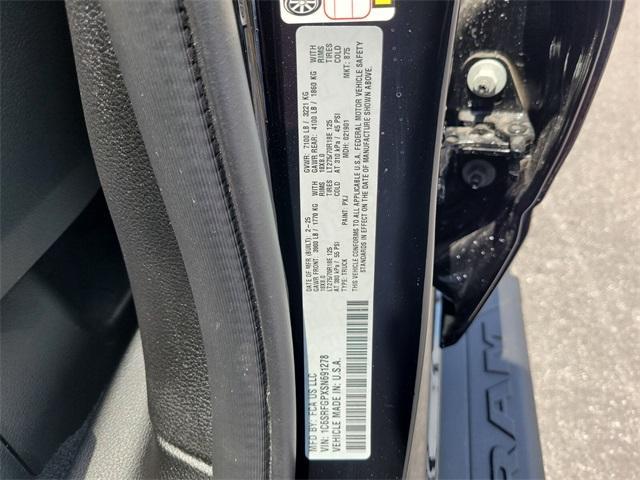 MFD BY: FCA US LLC
DATE OF MFR (BUILT): 2-25
GVWR: 7100 LB / 3221 KG
GAWR FRONT: 3900 LB / 1770 KG WITH
GAWR REAR: 4100 LB / 1860 KG WITH
18X8.0 RIMS
18X8.0 RIMS
LT275/70R18E 125 TIRES
LT275/70R18E 125 TIRES
AT 380 kPa / 55 PSI COLD
AT 310 kPa / 45 PSI COLD
PAINT: PXJ
MDH: 021901
MKT: 875
VIN: 1C6SRFGPXSN691278
TYPE: TRUCK
VEHICLE MADE IN: U.S.A.
THIS VEHICLE CONFORMS TO ALL APPLICABLE U.S.A. FEDERAL MOTOR VEHICLE SAFETY
STANDARDS IN EFFECT ON THE DATE OF MANUFACTURE SHOWN ABOVE.
RAM